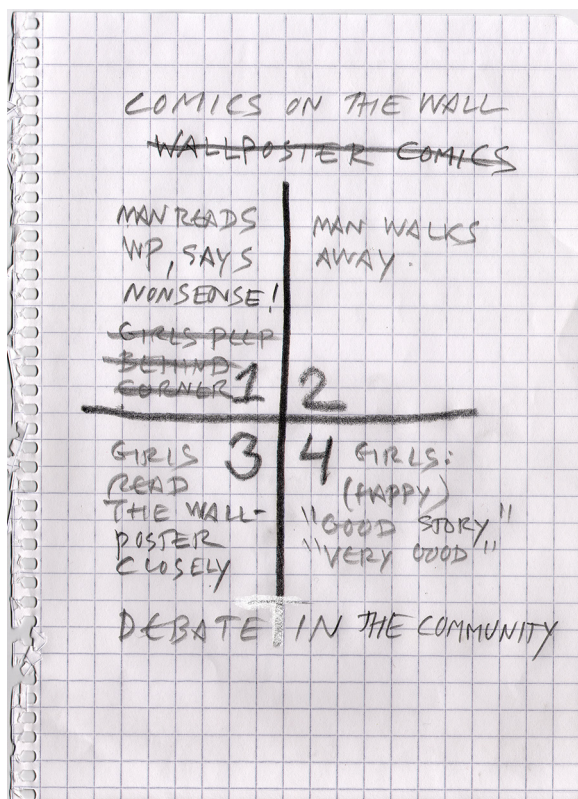 COMICS ON THE WALL
WALLPOSTER COMICS
MAN READS
WP, SAYS
NONSENSE!
GIRLS PEEP
BEHIND
CORNER 1
2
MAN WALKS
AWAY.
GIRLS 3
READ
THE WALL-
POSTER
CLOSELY
4 GIRLS:
(HAPPY)
"GOOD STORY"
"VERY GOOD"
DEBATE IN THE COMMUNITY